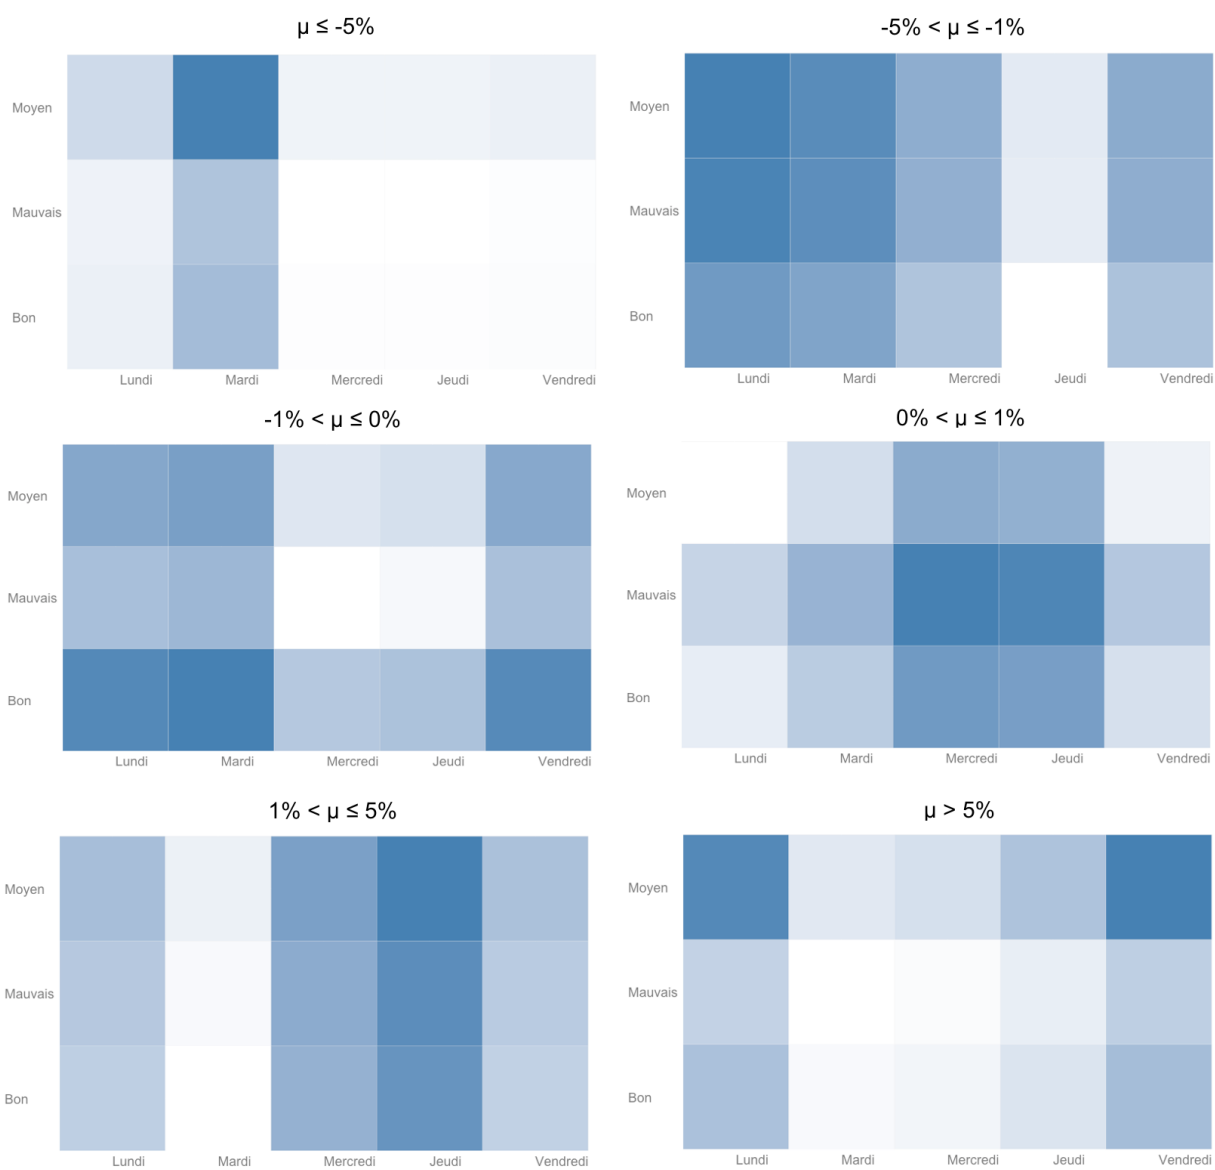 μ ≤ -5%
-5% < μ ≤ -1%
Moyen
Mauvais
Bon
Lundi Mardi Mercredi Jeudi Vendredi
Moyen
Mauvais
Bon
Lundi Mardi Mercredi Jeudi Vendredi
-1% < μ ≤ 0%
0% < μ ≤ 1%
Moyen
Mauvais
Bon
Lundi Mardi Mercredi Jeudi Vendredi
Moyen
Mauvais
Bon
Lundi Mardi Mercredi Jeudi Vendredi
1% < μ ≤ 5%
μ > 5%
Moyen
Mauvais
Bon
Lundi Mardi Mercredi Jeudi Vendredi
Moyen
Mauvais
Bon
Lundi Mardi Mercredi Jeudi Vendredi